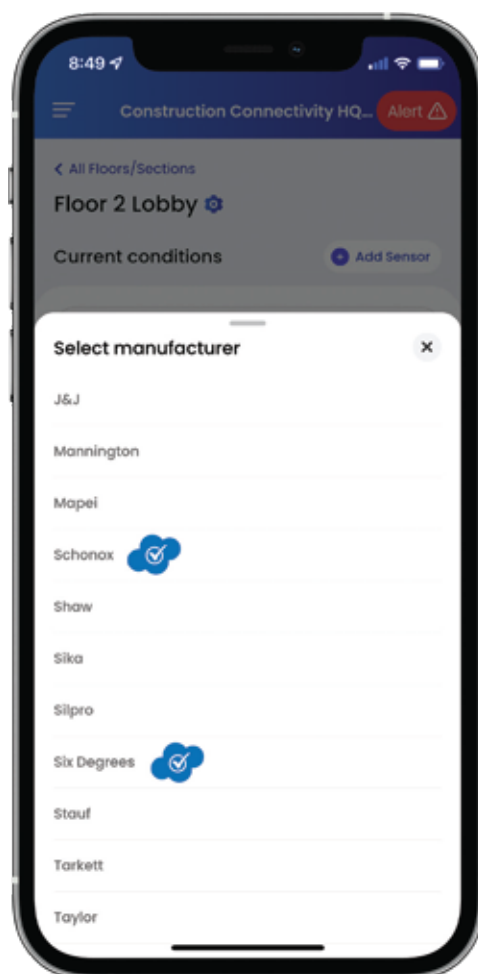 8:49
Construction Connectivity HQ... Alert
All Floors/Sections
Floor 2 Lobby
Current conditions Add Sensor
Select manufacturer
J&J
Mannington
Mapei
Schonox
Shaw
Sika
Silpro
Six Degrees
Stauf
Tarkett
Taylor